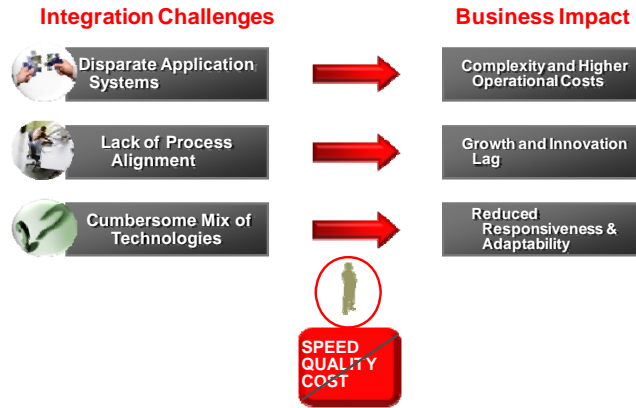 Integration Challenges
Business Impact
Disparate Application
Systems
Complexity and Higher
Operational Costs
Lack of Process
Alignment
Growth and Innovation
Lag
Cumbersome Mix of
Technologies
Reduced
Responsiveness &
Adaptability
SPEED
QUALITY
COST